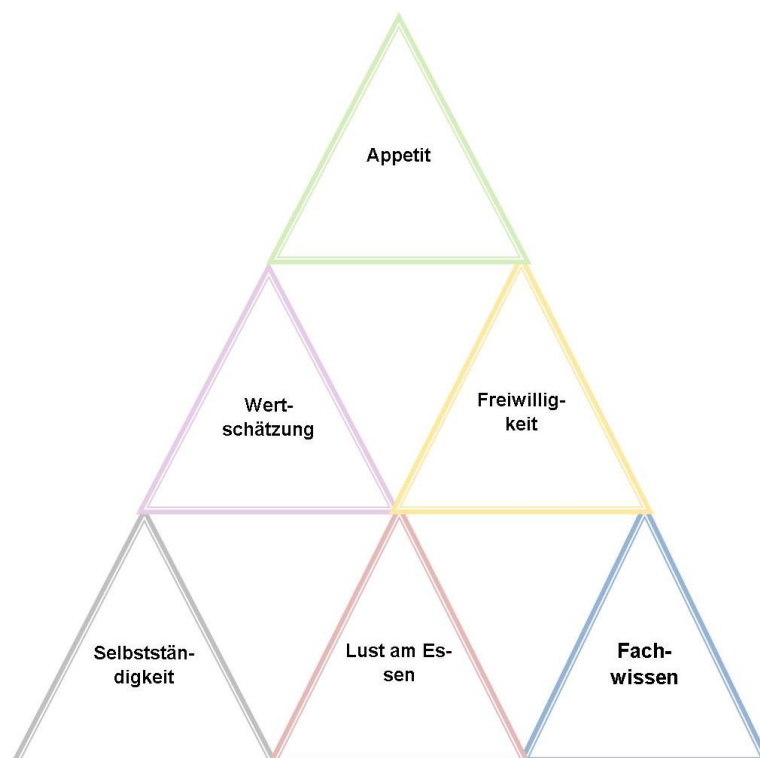 Appetit
Wert-
schätzung
Freiwillig-
keit
Selbststän-
digkeit
Lust am Es-
sen
Fach-
wissen